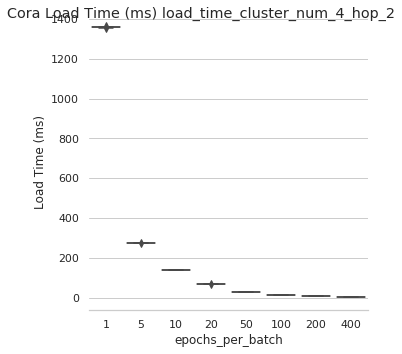 Cora Load Time (ms) load_time_cluster_num_4_hop_2
1400
1200
1000
800
600
400
200
0
Load Time (ms)
1 5 10 20 50 100 200 400
epochs_per_batch